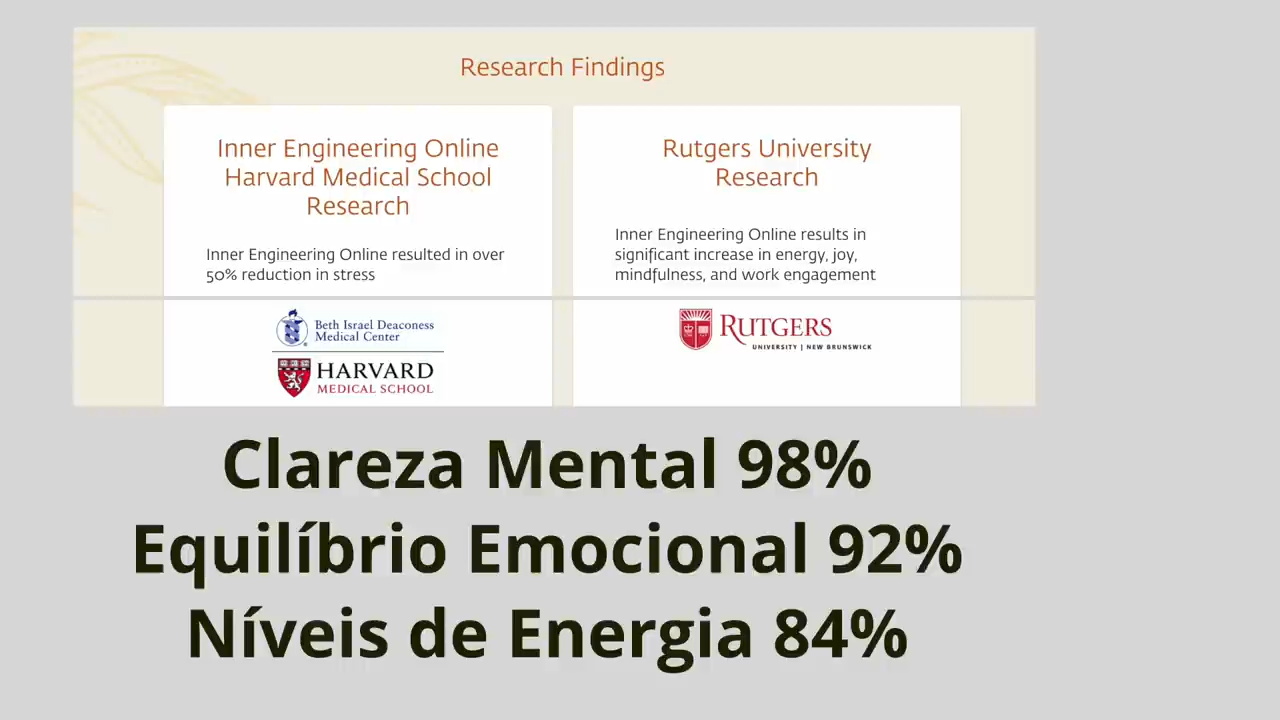 Research Findings
Inner Engineering Online
Harvard Medical School
Research
Inner Engineering Online resulted in over
50% reduction in stress
Beth Israel Deaconess
Medical Center
HARVARD
MEDICAL SCHOOL
Rutgers University
Research
Inner Engineering Online results in
significant increase in energy, joy,
mindfulness, and work engagement
RUTGERS
UNIVERSITY | NEW BRUNSWICK
Clareza Mental 98%
Equilíbrio Emocional 92%
Níveis de Energia 84%